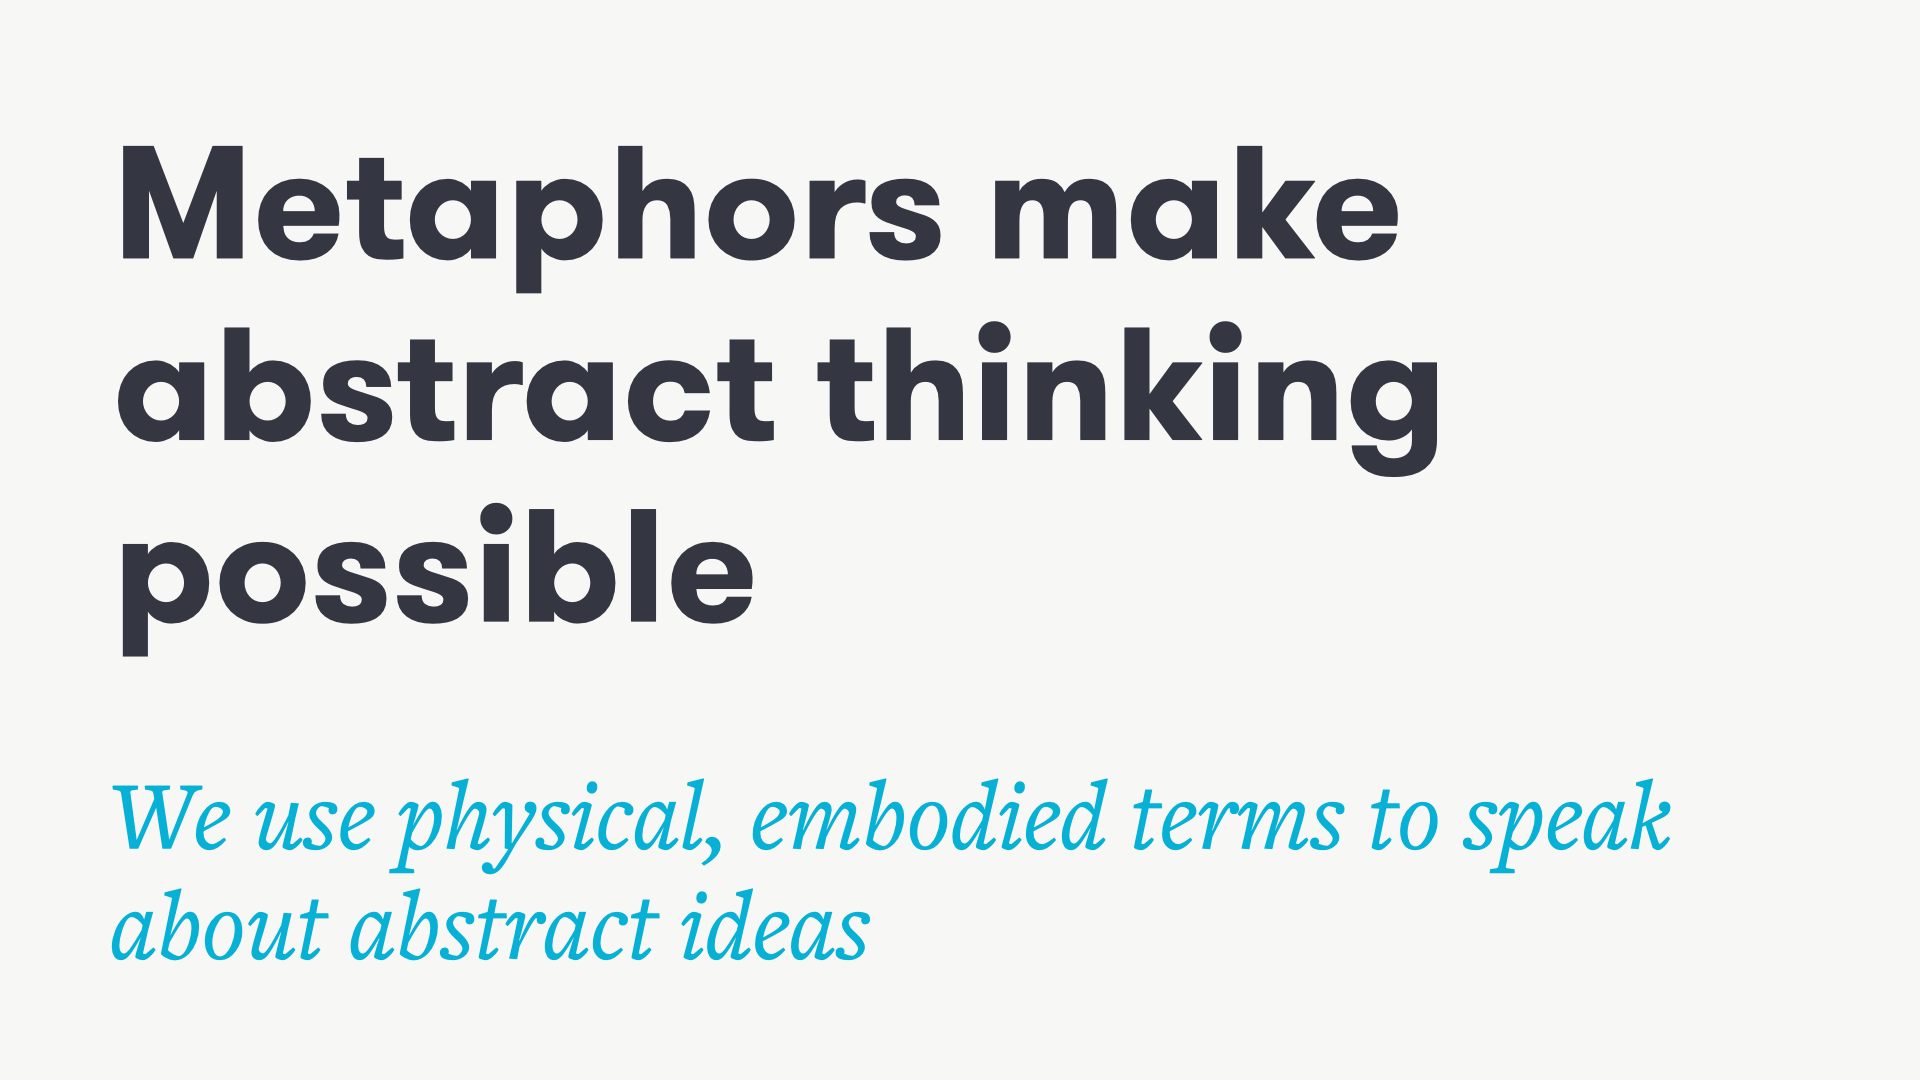 Metaphors make
abstract thinking
possible
We use physical, embodied terms to speak
about abstract ideas